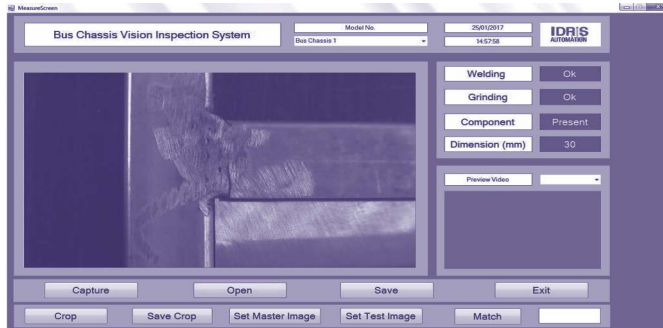 MeasureScreen
Bus Chassis Vision Inspection System
Model No.
Bus Chassis 1
25/01/2017
14:57:58
IDRIS
AUTOMATION
Welding Ok
Grinding Ok
Component Present
Dimension (mm) 30
Preview Video
Capture Open Save Exit
Crop Save Crop Set Master Image Set Test Image Match